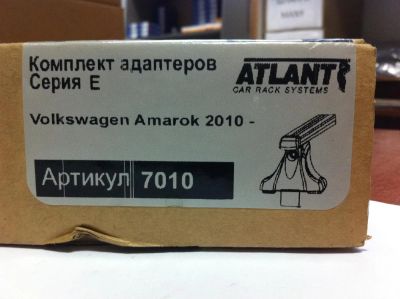 Комплект адаптеров
Серия E
ATLANT
CAR RACK SYSTEMS
Volkswagen Amarok 2010 -
Артикул 7010